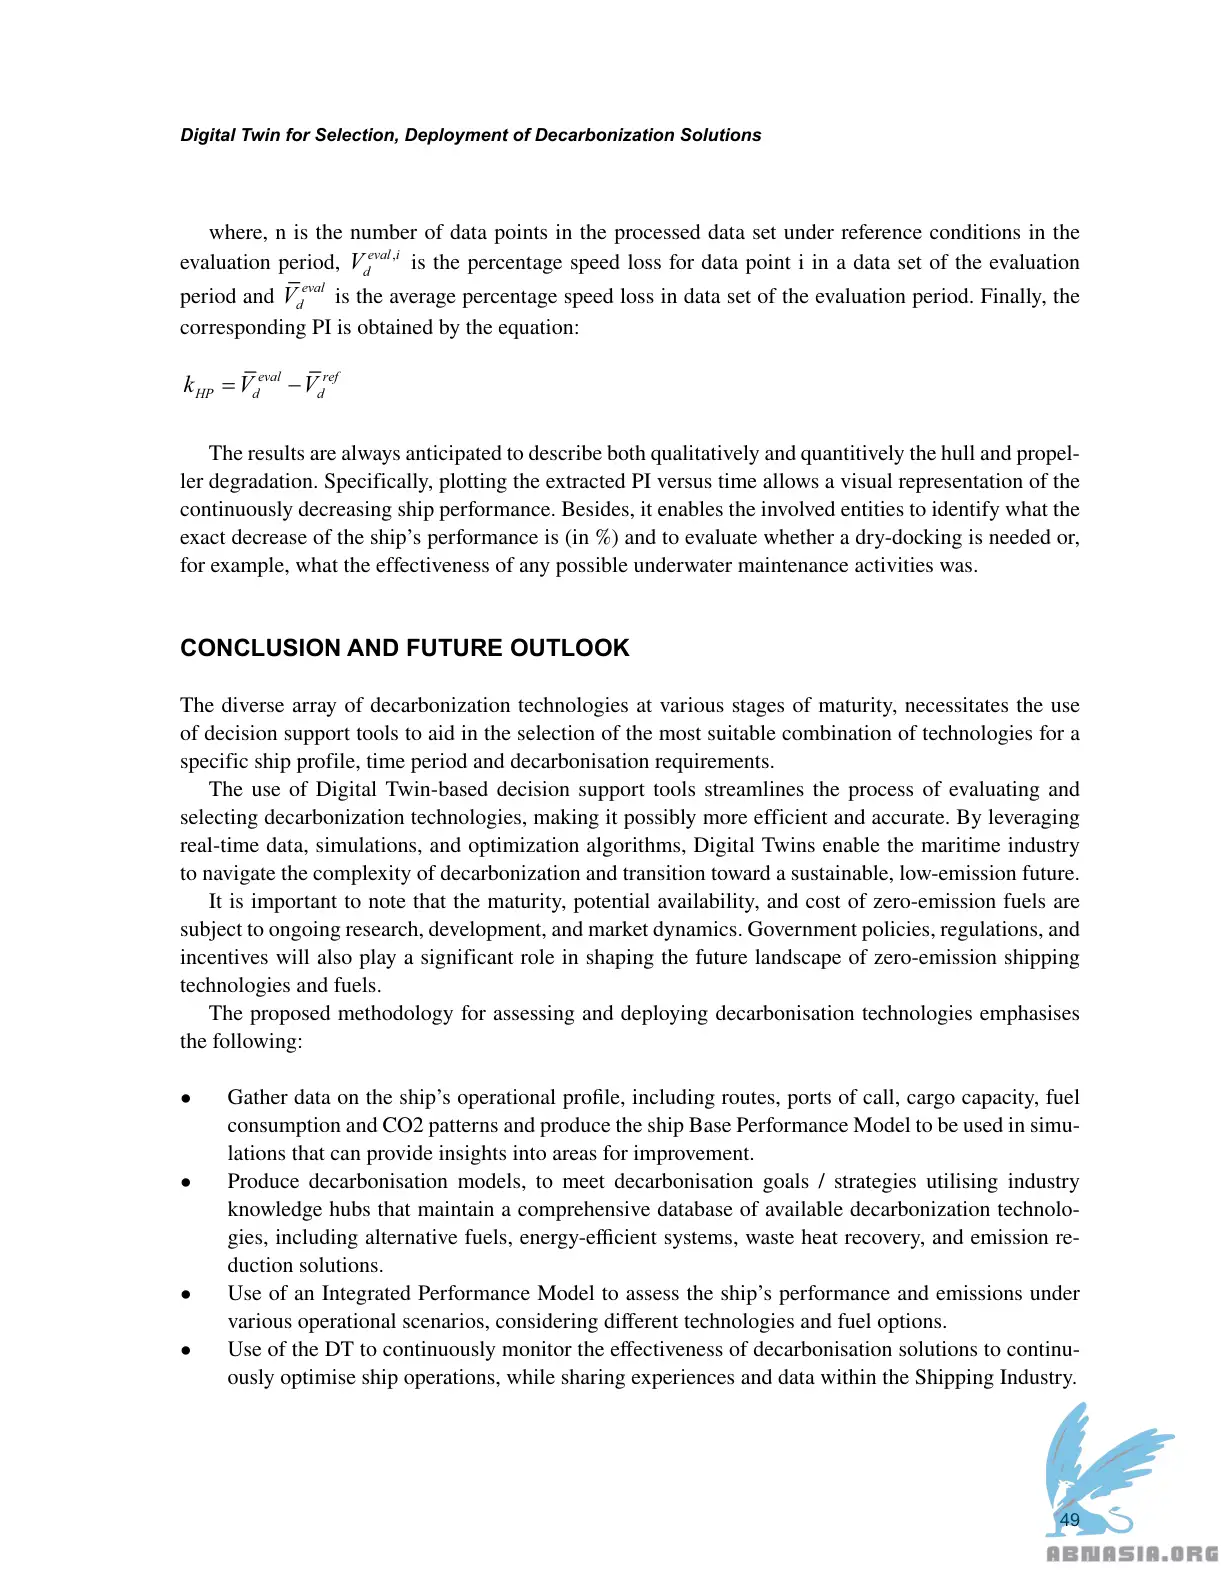 Digital Twin for Selection, Deployment of Decarbonization Solutions
where, n is the number of data points in the processed data set under reference conditions in the
evaluation period, V_d^{eval,i} is the percentage speed loss for data point i in a data set of the evaluation
period and V̅_d^{eval} is the average percentage speed loss in data set of the evaluation period. Finally, the
corresponding PI is obtained by the equation:
k_{HP} = V̅_d^{eval} − V̅_d^{ref}
The results are always anticipated to describe both qualitatively and quantitively the hull and propel-
ler degradation. Specifically, plotting the extracted PI versus time allows a visual representation of the
continuously decreasing ship performance. Besides, it enables the involved entities to identify what the
exact decrease of the ship’s performance is (in %) and to evaluate whether a dry-docking is needed or,
for example, what the effectiveness of any possible underwater maintenance activities was.
CONCLUSION AND FUTURE OUTLOOK
The diverse array of decarbonization technologies at various stages of maturity, necessitates the use
of decision support tools to aid in the selection of the most suitable combination of technologies for a
specific ship profile, time period and decarbonisation requirements.
The use of Digital Twin-based decision support tools streamlines the process of evaluating and
selecting decarbonization technologies, making it possibly more efficient and accurate. By leveraging
real-time data, simulations, and optimization algorithms, Digital Twins enable the maritime industry
to navigate the complexity of decarbonization and transition toward a sustainable, low-emission future.
It is important to note that the maturity, potential availability, and cost of zero-emission fuels are
subject to ongoing research, development, and market dynamics. Government policies, regulations, and
incentives will also play a significant role in shaping the future landscape of zero-emission shipping
technologies and fuels.
The proposed methodology for assessing and deploying decarbonisation technologies emphasises
the following:
● Gather data on the ship’s operational profile, including routes, ports of call, cargo capacity, fuel
consumption and CO2 patterns and produce the ship Base Performance Model to be used in simu-
lations that can provide insights into areas for improvement.
● Produce decarbonisation models, to meet decarbonisation goals / strategies utilising industry
knowledge hubs that maintain a comprehensive database of available decarbonization technolo-
gies, including alternative fuels, energy-efficient systems, waste heat recovery, and emission re-
duction solutions.
● Use of an Integrated Performance Model to assess the ship’s performance and emissions under
various operational scenarios, considering different technologies and fuel options.
● Use of the DT to continuously monitor the effectiveness of decarbonisation solutions to continu-
ously optimise ship operations, while sharing experiences and data within the Shipping Industry.
49
ABNASIA.ORG